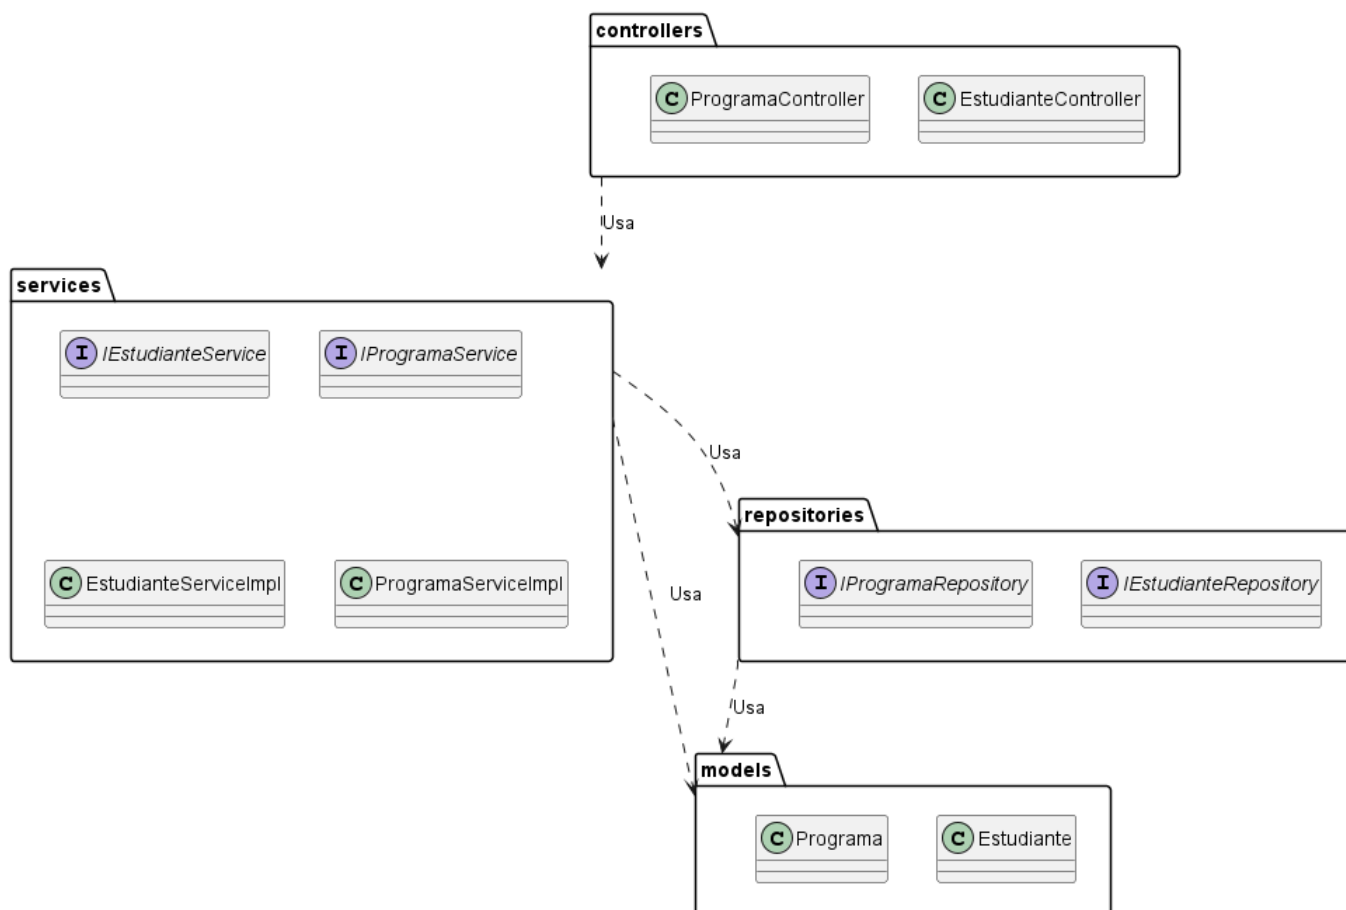 controllers
C ProgramaController
C EstudianteController
Usa
services
I IEstudianteService
I IProgramaService
Usa
repositories
C EstudianteServiceImpl
C ProgramaServiceImpl
Usa
I IProgramaRepository
I IEstudianteRepository
Usa
models
C Programa
C Estudiante